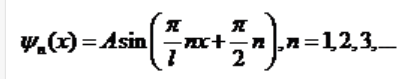 ψₙ(x) = A sin(π/l nx + π/2 n), n = 1,2,3,...